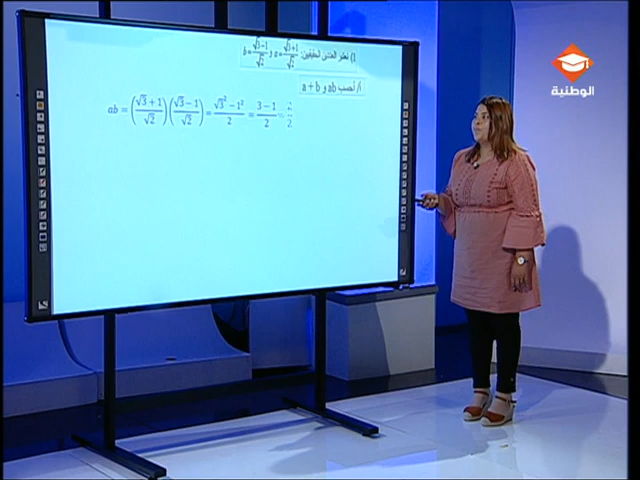 1) نعتبر العددين الحقيقيين: a=(√3+1)/√2 و b=(√3−1)/√2
أ/ أحسب ab و a + b
ab = ((√3 + 1)/√2)((√3 − 1)/√2) = (√3² − 1²)/2 = (3 − 1)/2 = 2/2
الوطنية